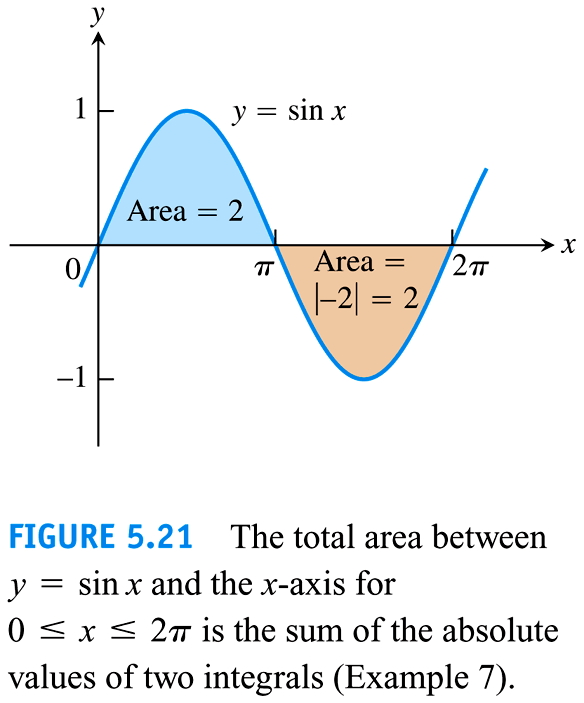 y
1
y = sin x
Area = 2
x
0
π
Area =
2π
|–2| = 2
–1
FIGURE 5.21 The total area between
y = sin x and the x-axis for
0 ≤ x ≤ 2π is the sum of the absolute
values of two integrals (Example 7).